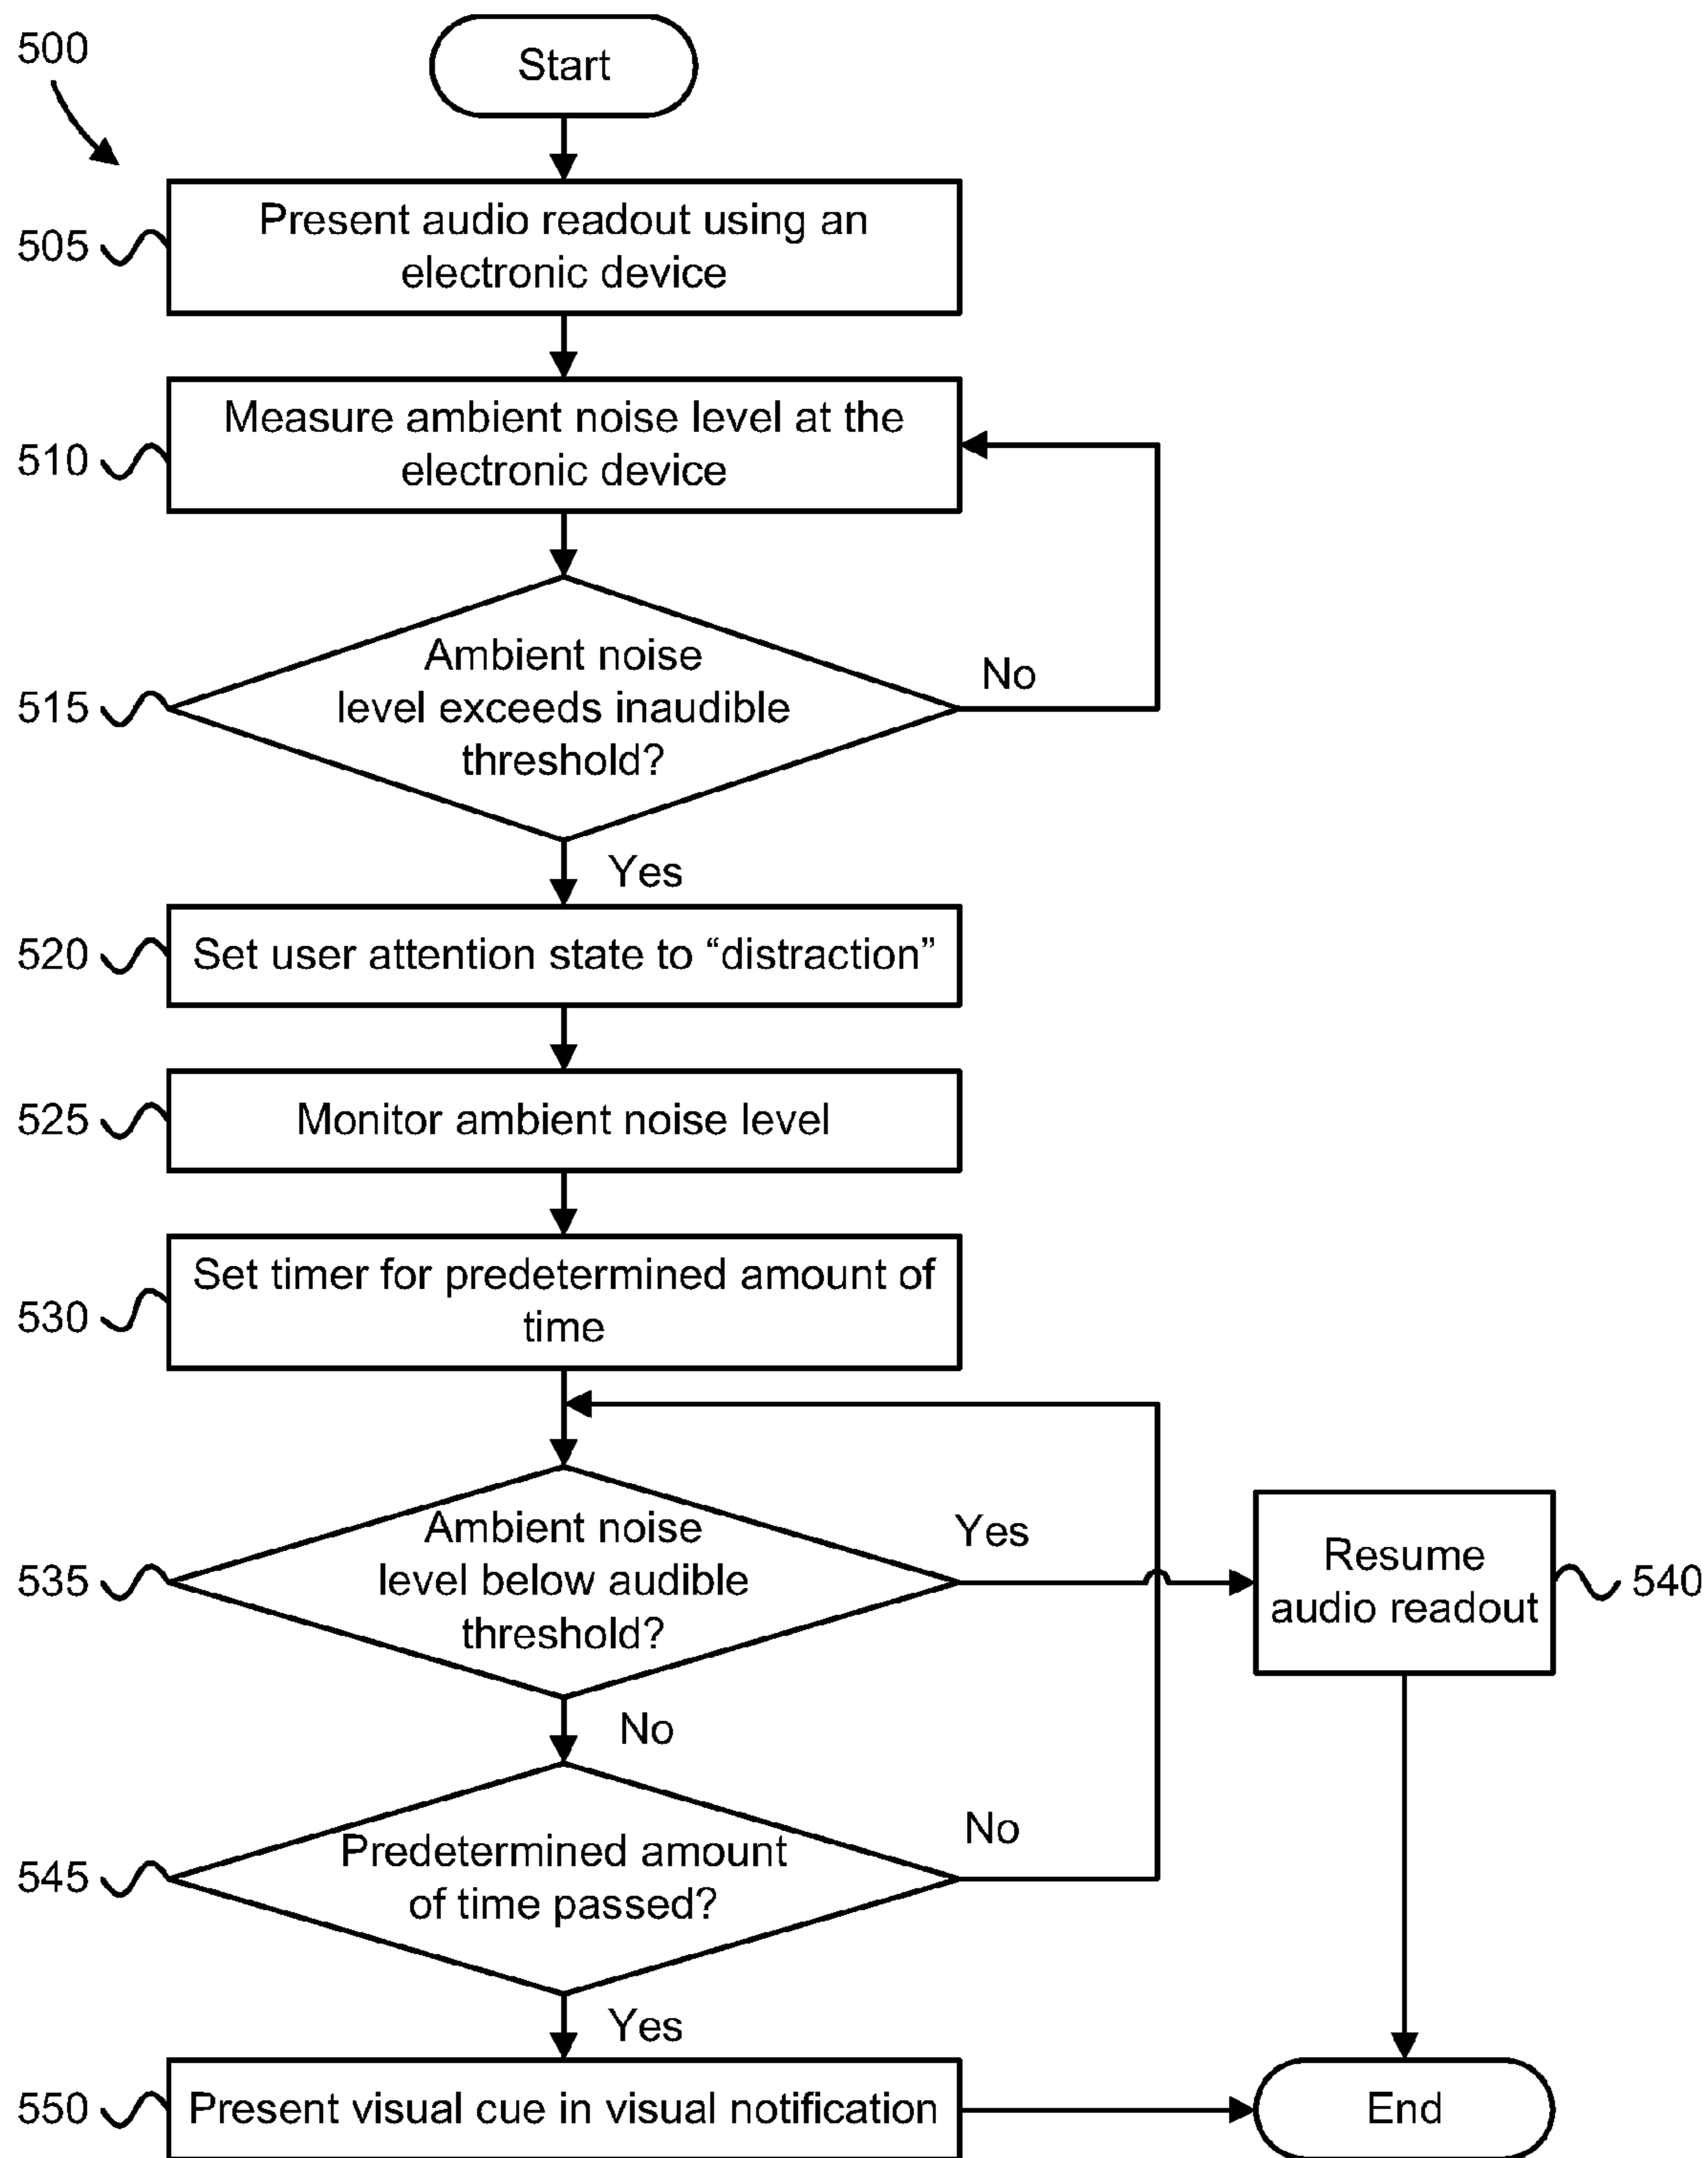 500
Start
505
Present audio readout using an
electronic device
510
Measure ambient noise level at the
electronic device
515
Ambient noise
level exceeds inaudible
threshold?
No
Yes
520
Set user attention state to “distraction”
525
Monitor ambient noise level
530
Set timer for predetermined amount of
time
535
Ambient noise
level below audible
threshold?
Yes
Resume
audio readout
540
No
545
Predetermined amount
of time passed?
No
Yes
550
Present visual cue in visual notification
End